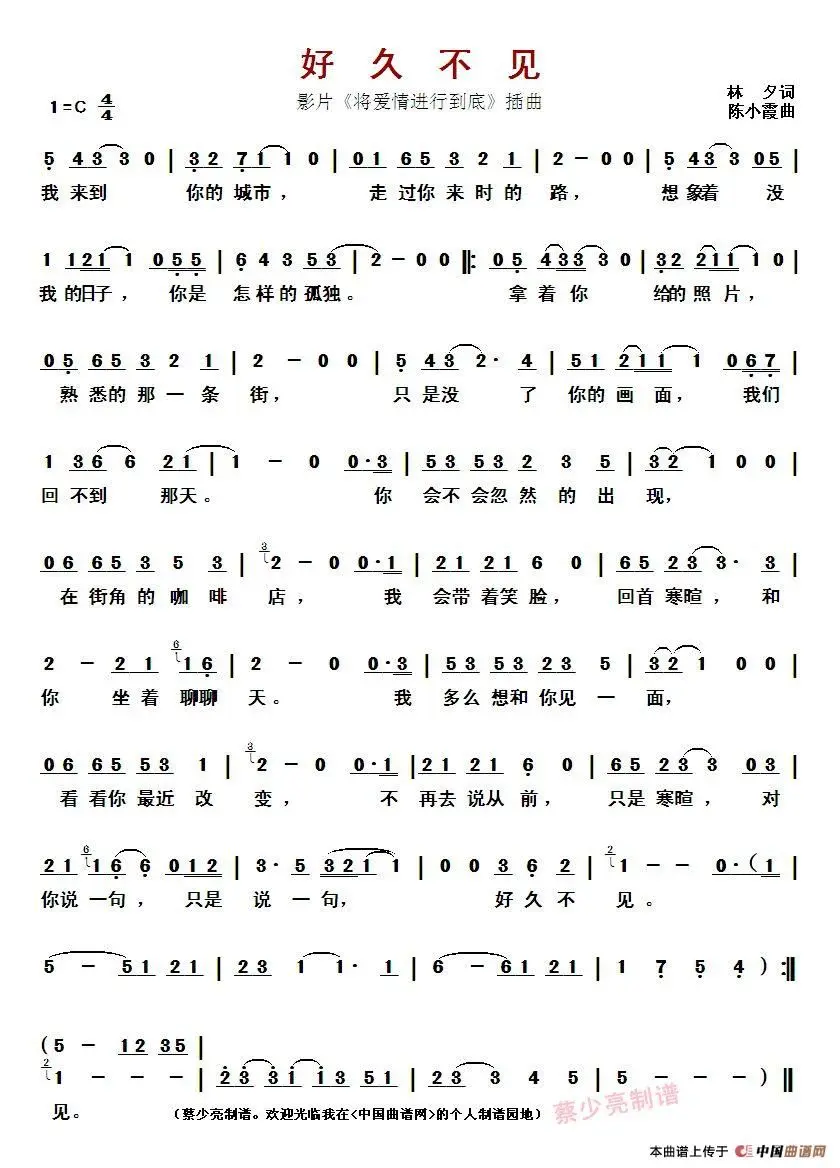 好久不见
1=C 4/4
影片《将爱情进行到底》插曲
林 夕词
陈小霞曲
5 43 3 0 | 32 71 1 0 | 01 65 53 12 | 2 - 0 0 | 5 43 3 05 |
我 来到 你的 城市， 走 过你 来 时 的 路， 想 象着 没
1 121 1 055 | 6 43 53 | 2 - 0 0 ‖: 05 4333 30 | 32 2111 10 |
我 的日子， 你是 怎样的 孤独。 拿着 你 给的 照 片，
05 65 53 2 1 | 2 - 0 0 | 5 43 2· 4 | 51 2111 1 067 |
熟 悉的 那 一 条 街， 只 是没 了 你的 画 面， 我们
1 36 6 21 | 1 - 0 0·3 | 53 53 2 3 5 | 32 1 0 0 |
回 不到 那天。 你 会不 会忽 然 的 出 现，
06 65 3 5 3 | 2 - 0 0·1 | 21 21 6 0 | 65 23 3· 3 |
在 街角 的 咖 啡 店， 我 会带 着笑 脸， 回首 寒暄， 和
2 - 21 16 | 2 - 0 0·3 | 53 53 23 5 | 32 1 0 0 |
你 坐着 聊聊 天。 我 多么 想和 你见 一 面，
06 65 53 1 | 2 - 0 0·1 | 21 21 6 0 | 65 23 3 03 |
看 看你 最近 改 变， 不 再去 说从 前， 只是 寒暄， 对
21 16 6 012 | 3· 5 321 1 | 0 0 3 6 2 | 1 - - 0·(1 |
你说 一句， 只是 说 一 句， 好 久 不 见。
5 - 51 21 | 23 1 1· 1 | 6 - 61 21 | 1 7 5 4 ) :‖
(5 - 12 35 |
1 - - - | 23 31 13 51 | 23 3 4 5 | 5 - - - ‖
见。 （蔡少亮制谱。欢迎光临我在<中国曲谱网>的个人制谱园地）
蔡少亮制谱
本曲谱上传于 中国曲谱网